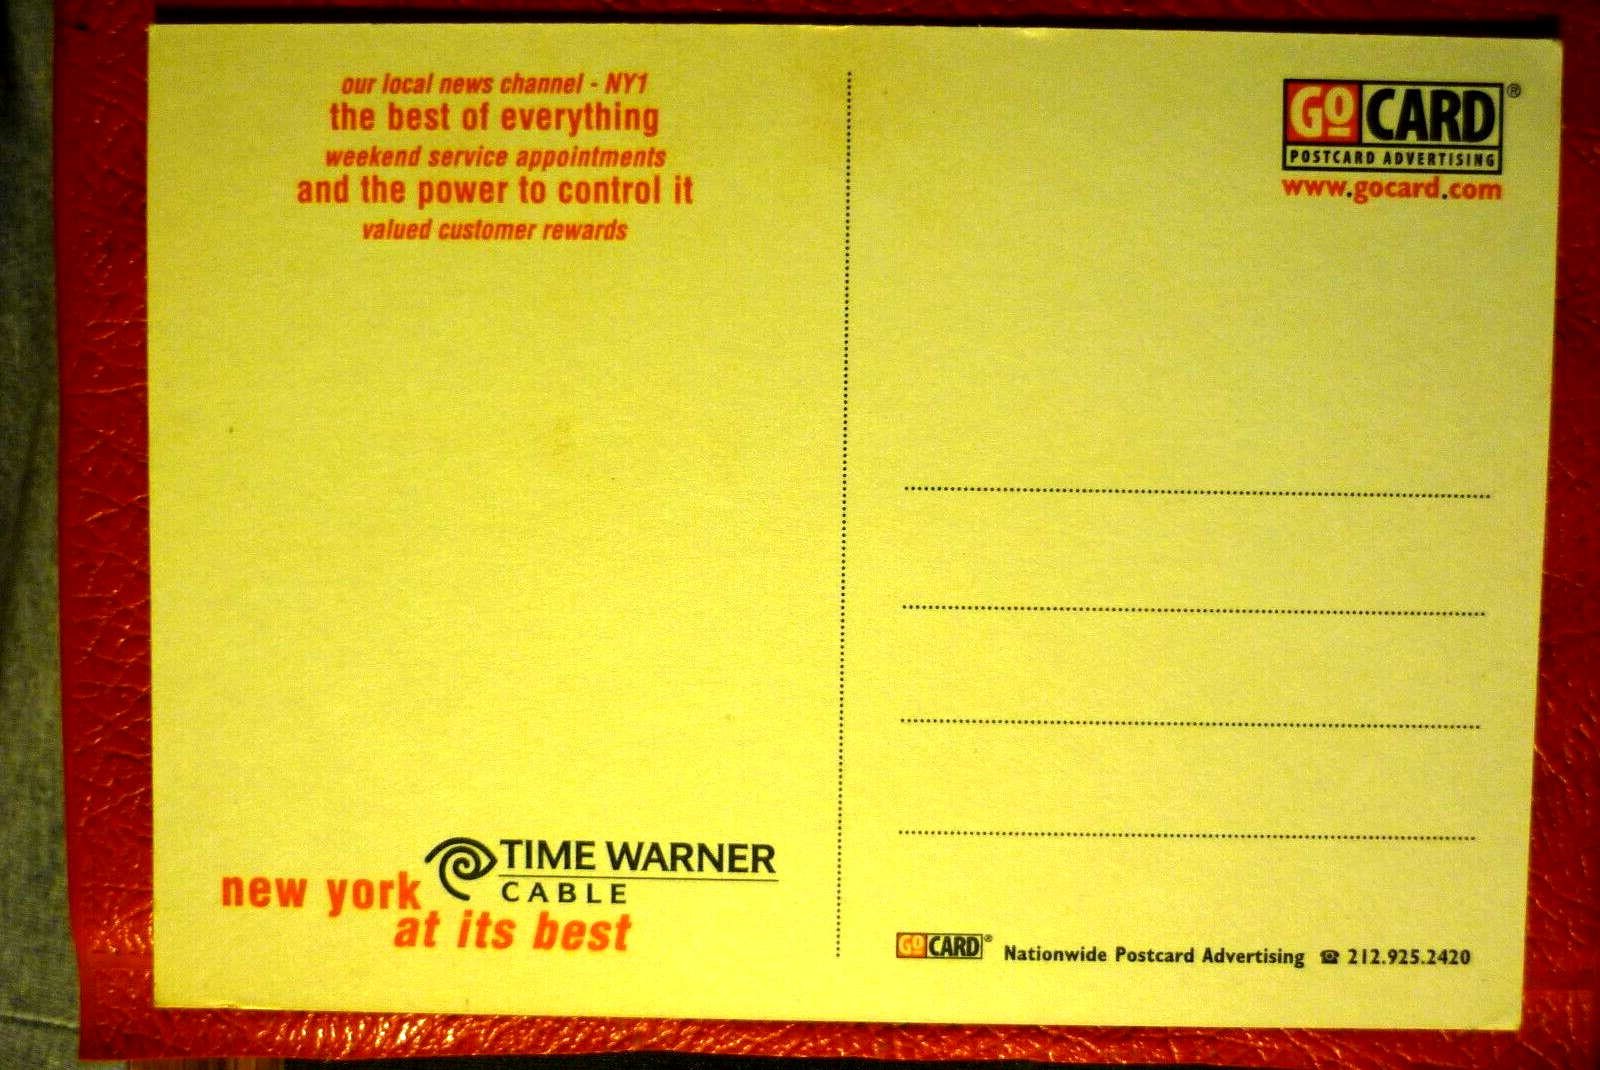 our local news channel - NY1
the best of everything
weekend service appointments
and the power to control it
valued customer rewards
GO CARD®
POSTCARD ADVERTISING
www.gocard.com
TIME WARNER
CABLE
new york
at its best
GO CARD® Nationwide Postcard Advertising ☎ 212.925.2420